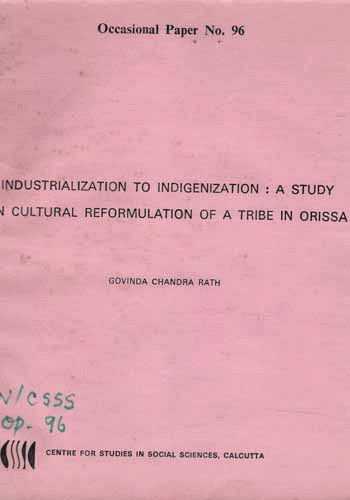 Occasional Paper No. 96
INDUSTRIALIZATION TO INDIGENIZATION : A STUDY
N CULTURAL REFORMULATION OF A TRIBE IN ORISSA
GOVINDA CHANDRA RATH
/CSSS
op. 96
CENTRE FOR STUDIES IN SOCIAL SCIENCES, CALCUTTA